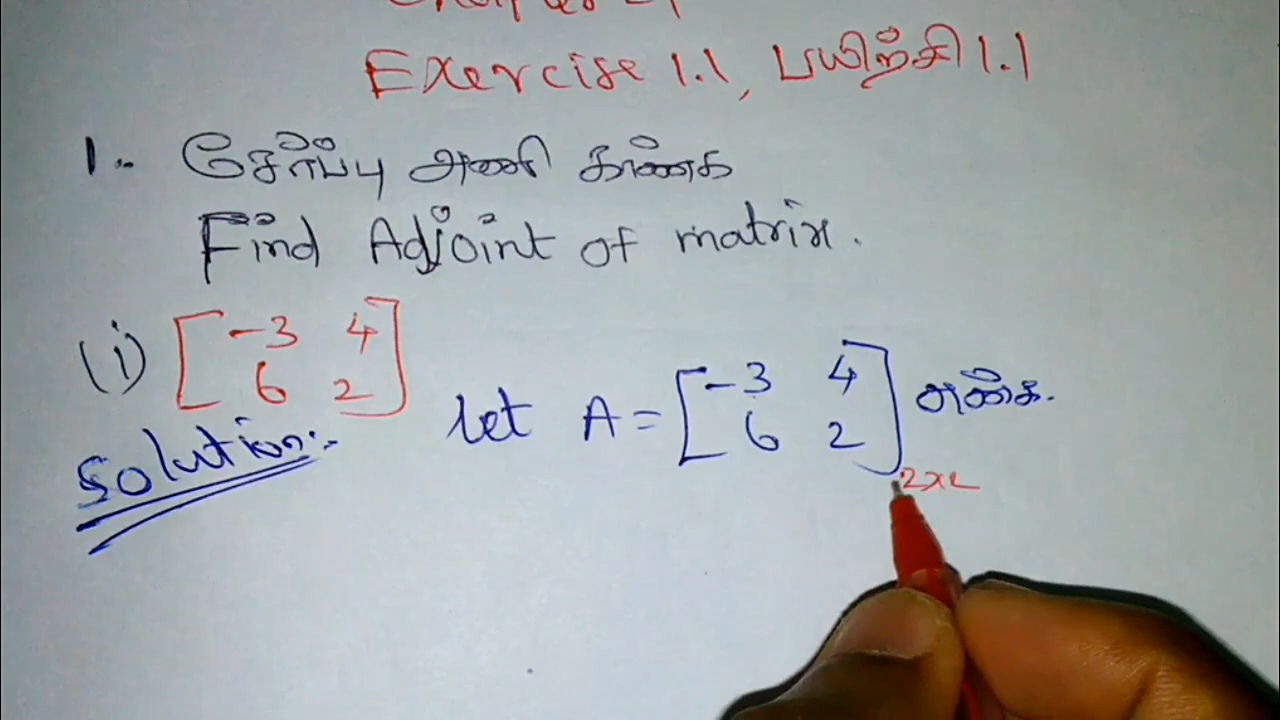 Exercise 1.1, பயிற்சி 1.1
1. சேர்ப்பு அணி காண்க
Find Adjoint of matrix.
(i) [-3 4
6 2]
Solution:-
let A = [-3 4
6 2] 2x2 என்க.